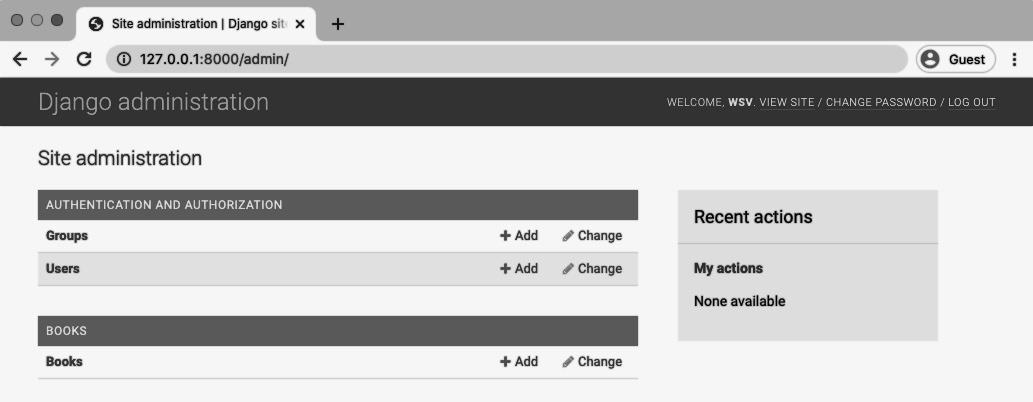 Site administration | Django sit
127.0.0.1:8000/admin/
Guest
Django administration
WELCOME, WSV. VIEW SITE / CHANGE PASSWORD / LOG OUT
Site administration
AUTHENTICATION AND AUTHORIZATION
Groups Add Change
Users Add Change
BOOKS
Books Add Change
Recent actions
My actions
None available